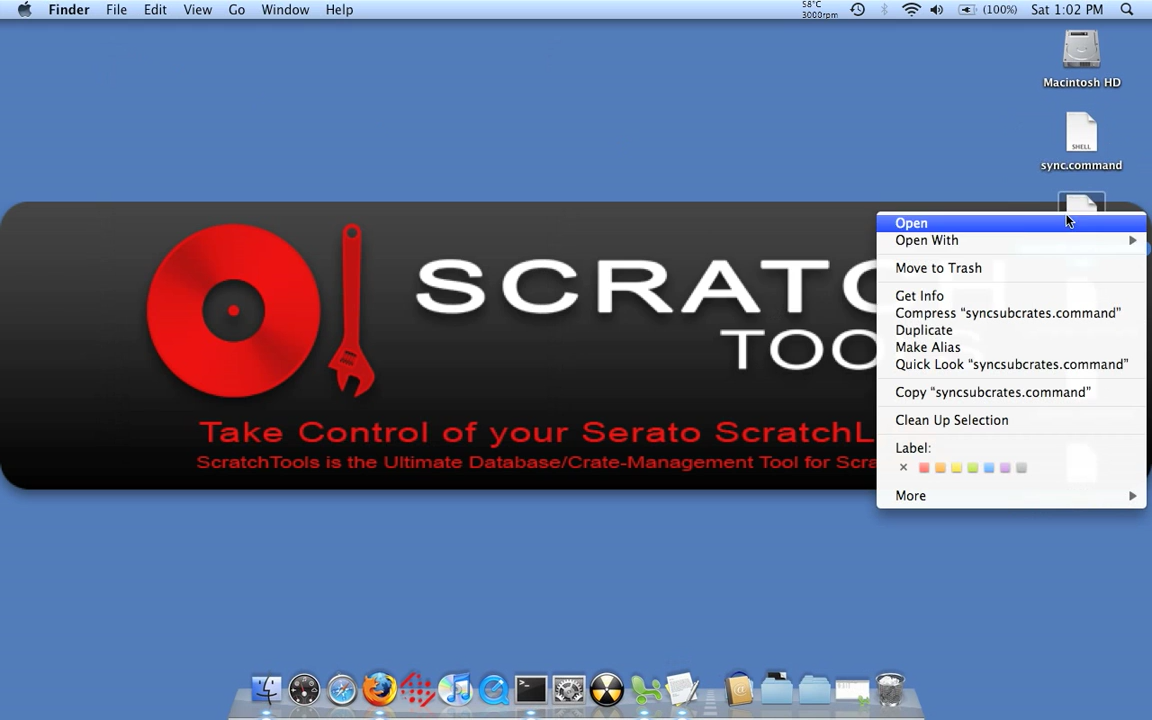 Finder File Edit View Go Window Help
58°C
3000rpm
(100%) Sat 1:02 PM
Macintosh HD
SHELL
sync.command
Open
Open With
Move to Trash
Get Info
Compress “syncsubcrates.command”
Duplicate
Make Alias
Quick Look “syncsubcrates.command”
Copy “syncsubcrates.command”
Clean Up Selection
Label:
More
SCRATC
TOO
Take Control of your Serato ScratchL
ScratchTools is the Ultimate Database/Crate-Management Tool for Scra